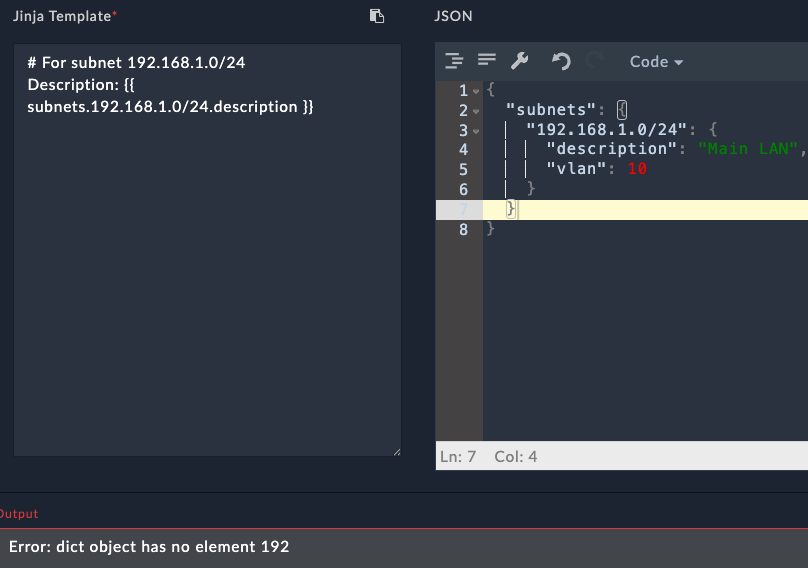 Jinja Template*
# For subnet 192.168.1.0/24
Description: {{
subnets.192.168.1.0/24.description }}
JSON
Code
1 {
2 "subnets": {
3 "192.168.1.0/24": {
4 "description": "Main LAN",
5 "vlan": 10
6 }
7 }
8 }
Ln: 7 Col: 4
Output
Error: dict object has no element 192